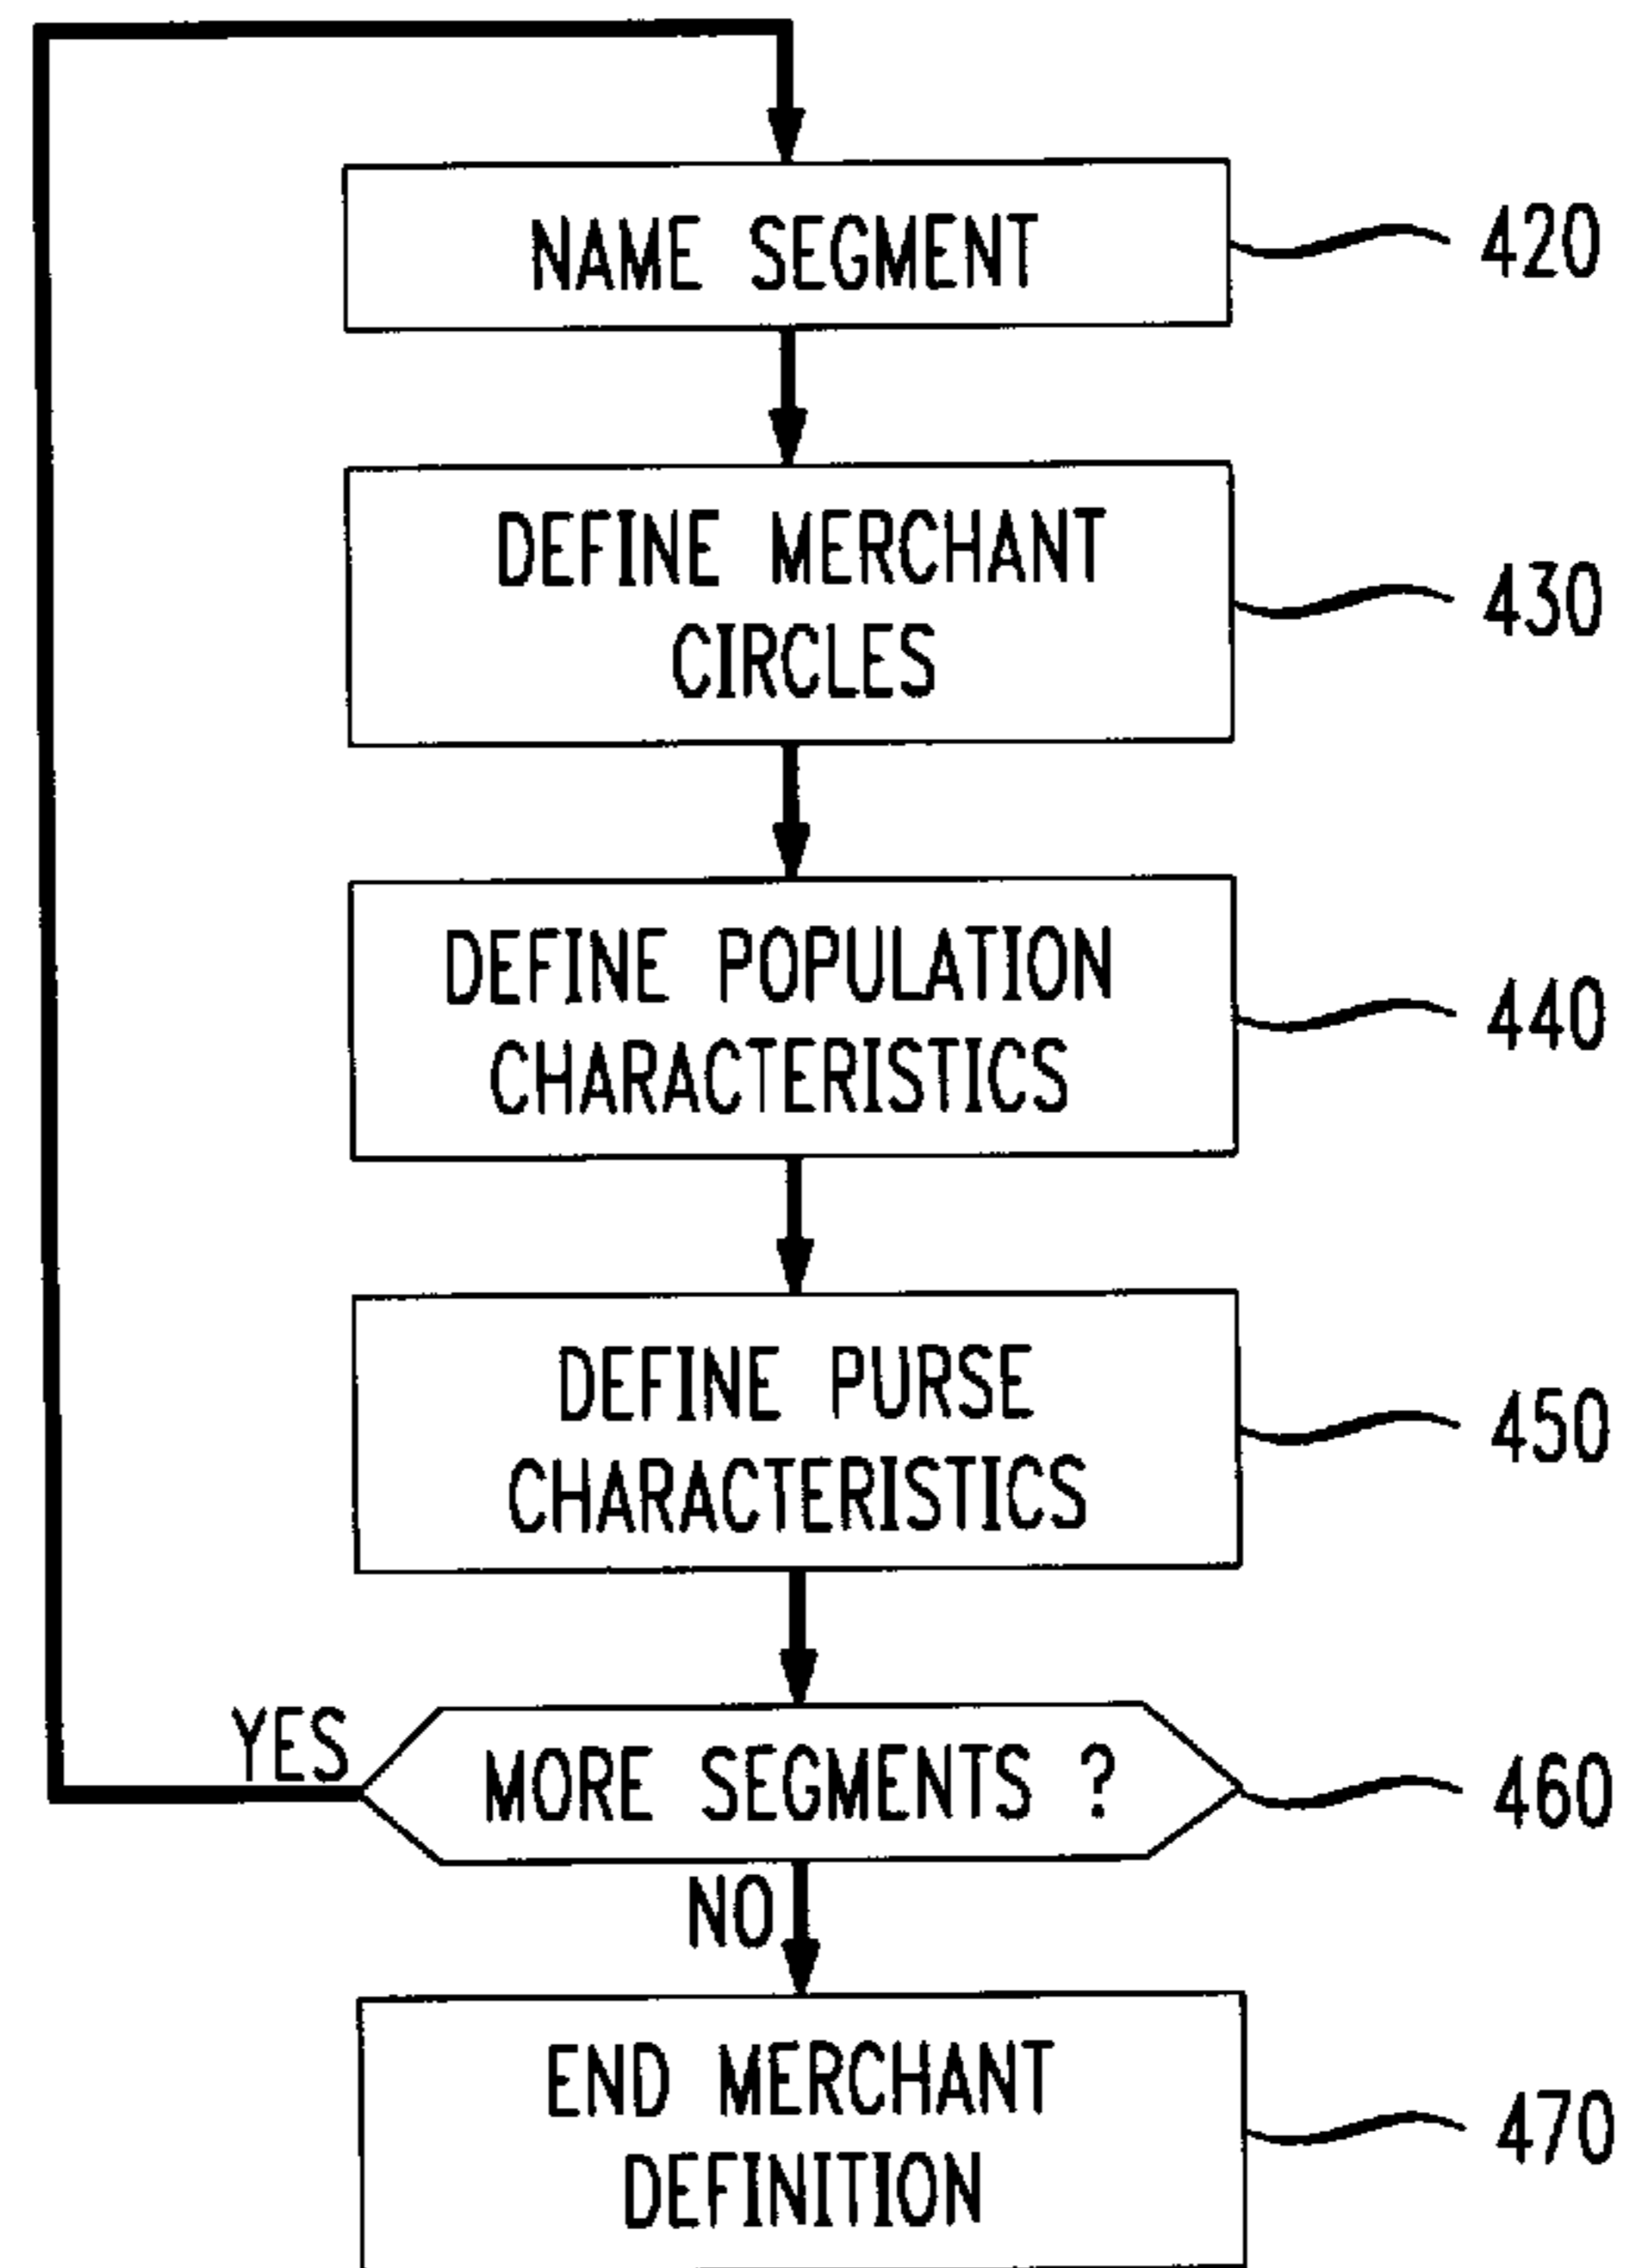 NAME SEGMENT
420
DEFINE MERCHANT
CIRCLES
430
DEFINE POPULATION
CHARACTERISTICS
440
DEFINE PURSE
CHARACTERISTICS
450
YES
MORE SEGMENTS ?
460
NO
END MERCHANT
DEFINITION
470